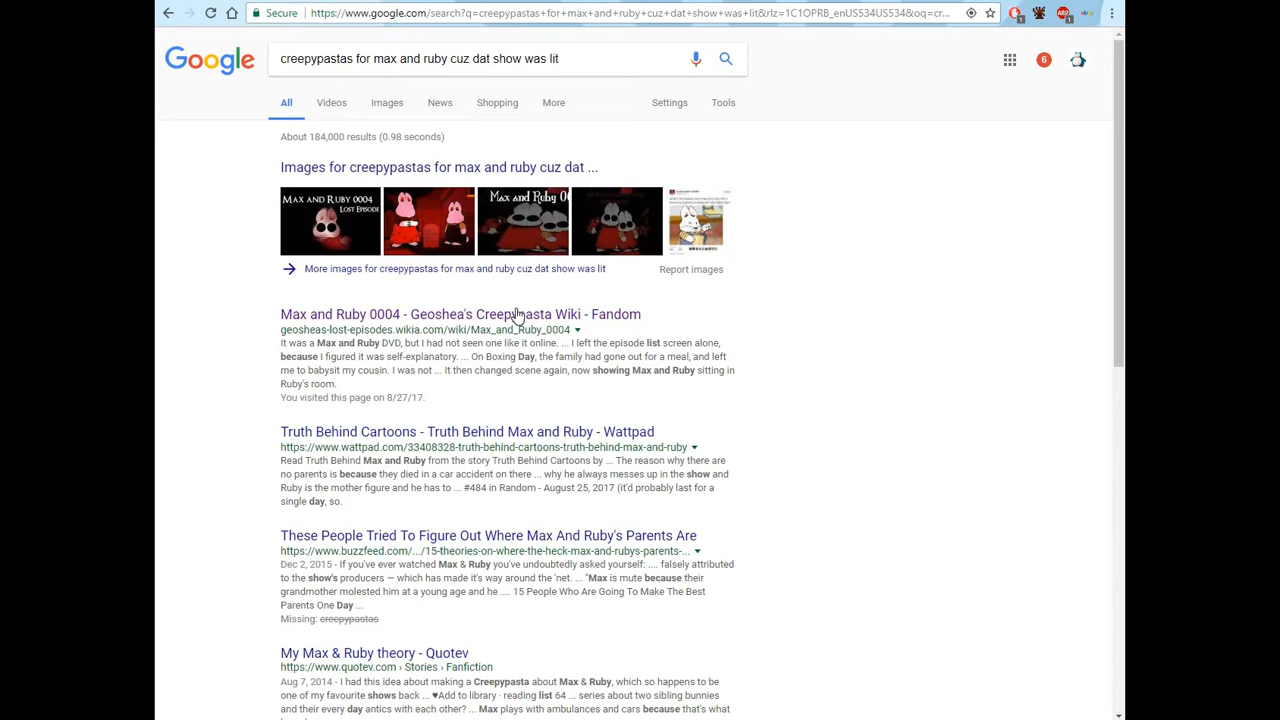 Secure https://www.google.com/search?q=creepypastas+for+max+and+ruby+cuz+dat+show+was+lit&rlz=1C1OPRB_enUS534US534&oq=cr...
1
1
Google creepypastas for max and ruby cuz dat show was lit 6
All Videos Images News Shopping More Settings Tools
About 184,000 results (0.98 seconds)
Images for creepypastas for max and ruby cuz dat ...
MAX AND RUBY 0004 Max and Ruby 0
LOST EPISODE
More images for creepypastas for max and ruby cuz dat show was lit Report images
Max and Ruby 0004 - Geoshea's Creepypasta Wiki - Fandom
geosheas-lost-episodes.wikia.com/wiki/Max_and_Ruby_0004
It was a Max and Ruby DVD, but I had not seen one like it online. ... I left the episode list screen alone,
because I figured it was self-explanatory. ... On Boxing Day, the family had gone out for a meal, and left
me to babysit my cousin. I was not ... It then changed scene again, now showing Max and Ruby sitting in
Ruby's room.
You visited this page on 8/27/17.
Truth Behind Cartoons - Truth Behind Max and Ruby - Wattpad
https://www.wattpad.com/33408328-truth-behind-cartoons-truth-behind-max-and-ruby
Read Truth Behind Max and Ruby from the story Truth Behind Cartoons by ... The reason why there are
no parents is because they died in a car accident on there ... why he always messes up in the show and
Ruby is the mother figure and he has to ... #484 in Random - August 25, 2017 (it'd probably last for a
single day, so.
These People Tried To Figure Out Where Max And Ruby's Parents Are
https://www.buzzfeed.com/.../15-theories-on-where-the-heck-max-and-rubys-parents-...
Dec 2, 2015 - If you've ever watched Max & Ruby you've undoubtedly asked yourself: .... falsely attributed
to the show's producers — which has made it's way around the 'net. ... "Max is mute because their
grandmother molested him at a young age and he .... 15 People Who Are Going To Make The Best
Parents One Day ...
Missing: creepypastas
My Max & Ruby theory - Quotev
https://www.quotev.com › Stories › Fanfiction
Aug 7, 2014 - I had this idea about making a Creepypasta about Max & Ruby, which so happens to be
one of my favourite shows back ... ♥Add to library · reading list 64 ... series about two sibling bunnies
and their every day antics with each other? ... Max plays with ambulances and cars because that's what